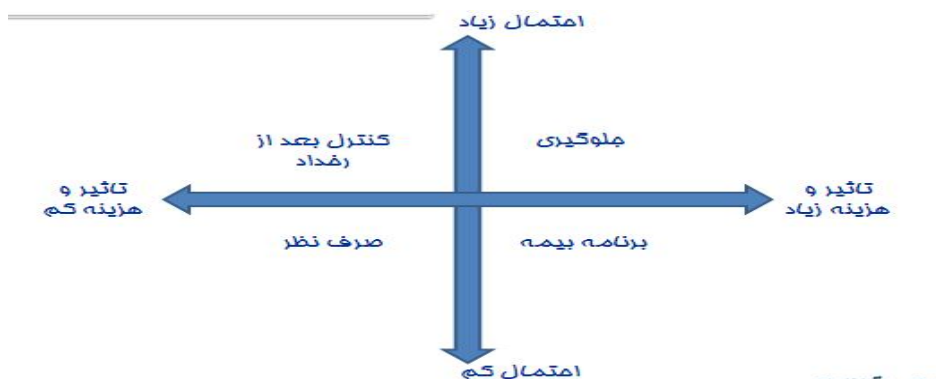 احتمال زیاد
جلوگیری
کنترل بعد از
رخداد
تاثیر و
هزینه زیاد
تاثیر و
هزینه کم
برنامه بیمه
صرف نظر
احتمال کم